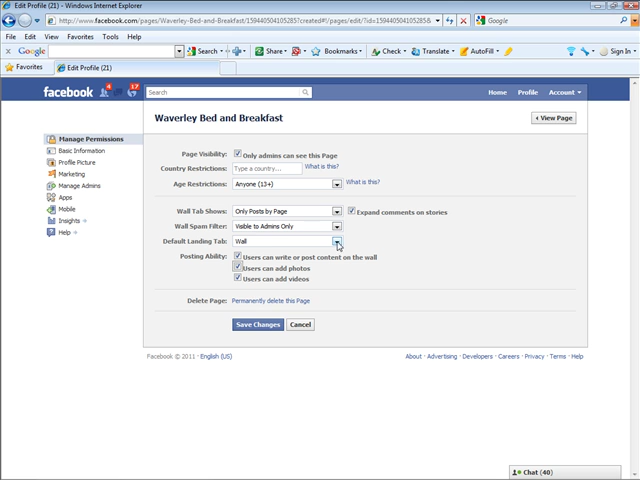 Edit Profile (21) - Windows Internet Explorer
http://www.facebook.com/pages/Waverley-Bed-and-Breakfast/159440504105285?created#!/pages/edit/?id=159440504105285&
Google
File Edit View Favorites Tools Help
Google Search Share Bookmarks Check Translate AutoFill Sign In
Favorites Edit Profile (21)
facebook 4 17 Search Home Profile Account
Waverley Bed and Breakfast View Page
Manage Permissions
Basic Information
Profile Picture
Marketing
Manage Admins
Apps
Mobile
Insights
Help
Page Visibility: Only admins can see this Page
Country Restrictions: Type a country... What is this?
Age Restrictions: Anyone (13+) What is this?
Wall Tab Shows: Only Posts by Page Expand comments on stories
Wall Spam Filter: Visible to Admins Only
Default Landing Tab: Wall
Posting Ability: Users can write or post content on the wall
Users can add photos
Users can add videos
Delete Page: Permanently delete this Page
Save Changes Cancel
Facebook © 2011 · English (US) About · Advertising · Developers · Careers · Privacy · Terms · Help
Chat (40)